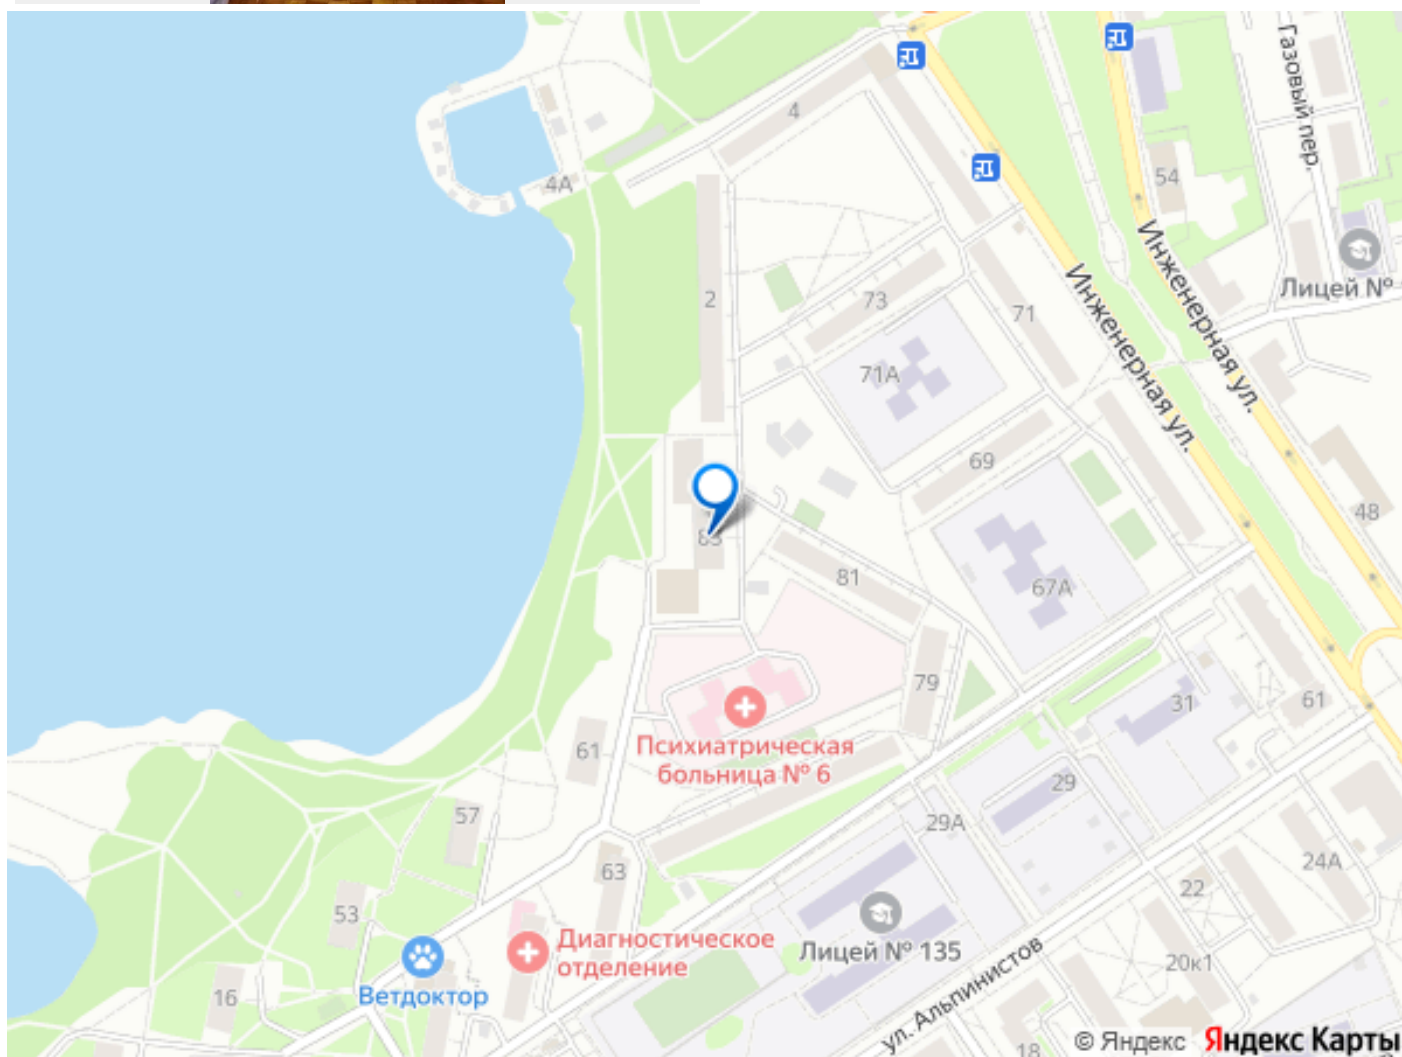 Газовый пер.
4
4А
54
2
73
71
Инженерная ул.
Инженерная ул.
Лицей №
71А
69
48
83
81
67А
79
31
61
61
Психиатрическая
больница № 6
29
57
29А
24А
63
22
53
Лицей № 135
Диагностическое
отделение
20к1
16
Ветдоктор
ул. Альпинистов
18
© Яндекс Яндекс Карты